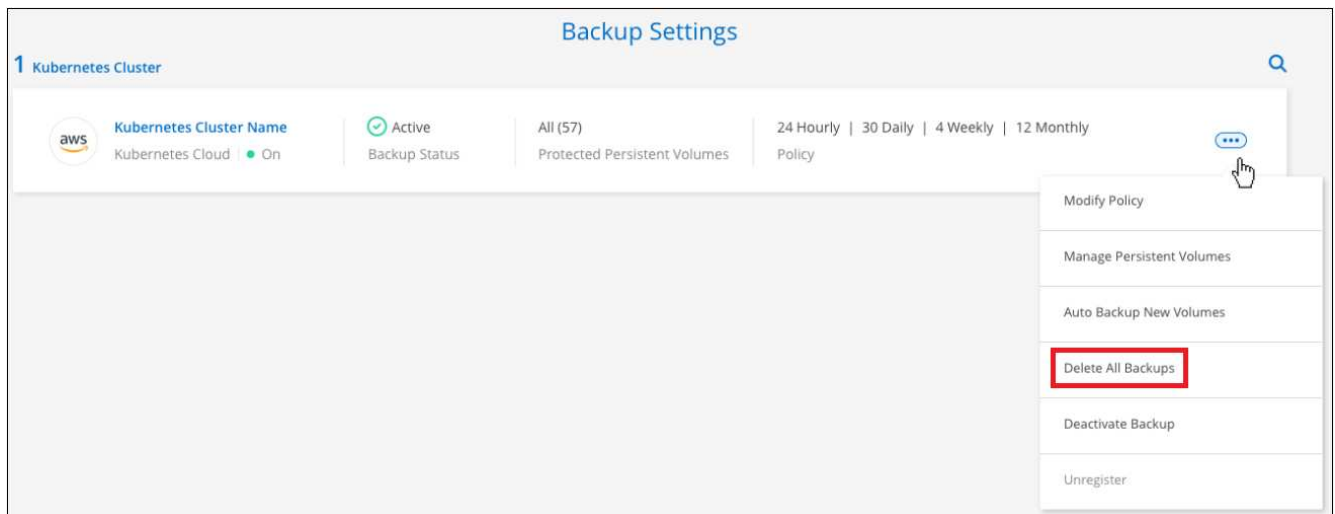 Backup Settings
1 Kubernetes Cluster
aws
Kubernetes Cluster Name
Kubernetes Cloud | On
Active
Backup Status
All (57)
Protected Persistent Volumes
24 Hourly | 30 Daily | 4 Weekly | 12 Monthly
Policy
Modify Policy
Manage Persistent Volumes
Auto Backup New Volumes
Delete All Backups
Deactivate Backup
Unregister